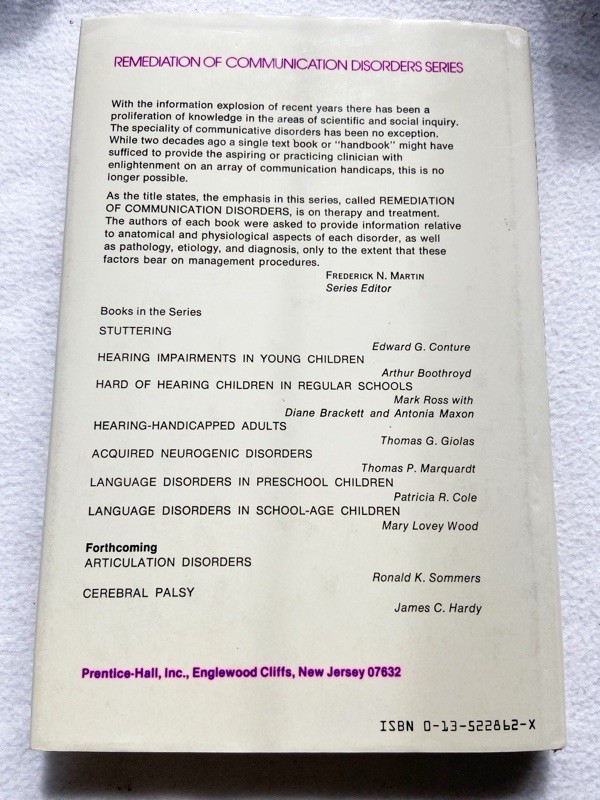 REMEDIATION OF COMMUNICATION DISORDERS SERIES
With the information explosion of recent years there has been a
proliferation of knowledge in the areas of scientific and social inquiry.
The speciality of communicative disorders has been no exception.
While two decades ago a single text book or "handbook" might have
sufficed to provide the aspiring or practicing clinician with
enlightenment on an array of communication handicaps, this is no
longer possible.
As the title states, the emphasis in this series, called REMEDIATION
OF COMMUNICATION DISORDERS, is on therapy and treatment.
The authors of each book were asked to provide information relative
to anatomical and physiological aspects of each disorder, as well
as pathology, etiology, and diagnosis, only to the extent that these
factors bear on management procedures.
FREDERICK N. MARTIN
Series Editor
Books in the Series
STUTTERING
Edward G. Conture
HEARING IMPAIRMENTS IN YOUNG CHILDREN
Arthur Boothroyd
HARD OF HEARING CHILDREN IN REGULAR SCHOOLS
Mark Ross with
Diane Brackett and Antonia Maxon
HEARING-HANDICAPPED ADULTS
Thomas G. Giolas
ACQUIRED NEUROGENIC DISORDERS
Thomas P. Marquardt
LANGUAGE DISORDERS IN PRESCHOOL CHILDREN
Patricia R. Cole
LANGUAGE DISORDERS IN SCHOOL-AGE CHILDREN
Mary Lovey Wood
Forthcoming
ARTICULATION DISORDERS
Ronald K. Sommers
CEREBRAL PALSY
James C. Hardy
Prentice-Hall, Inc., Englewood Cliffs, New Jersey 07632
ISBN 0-13-522862-X